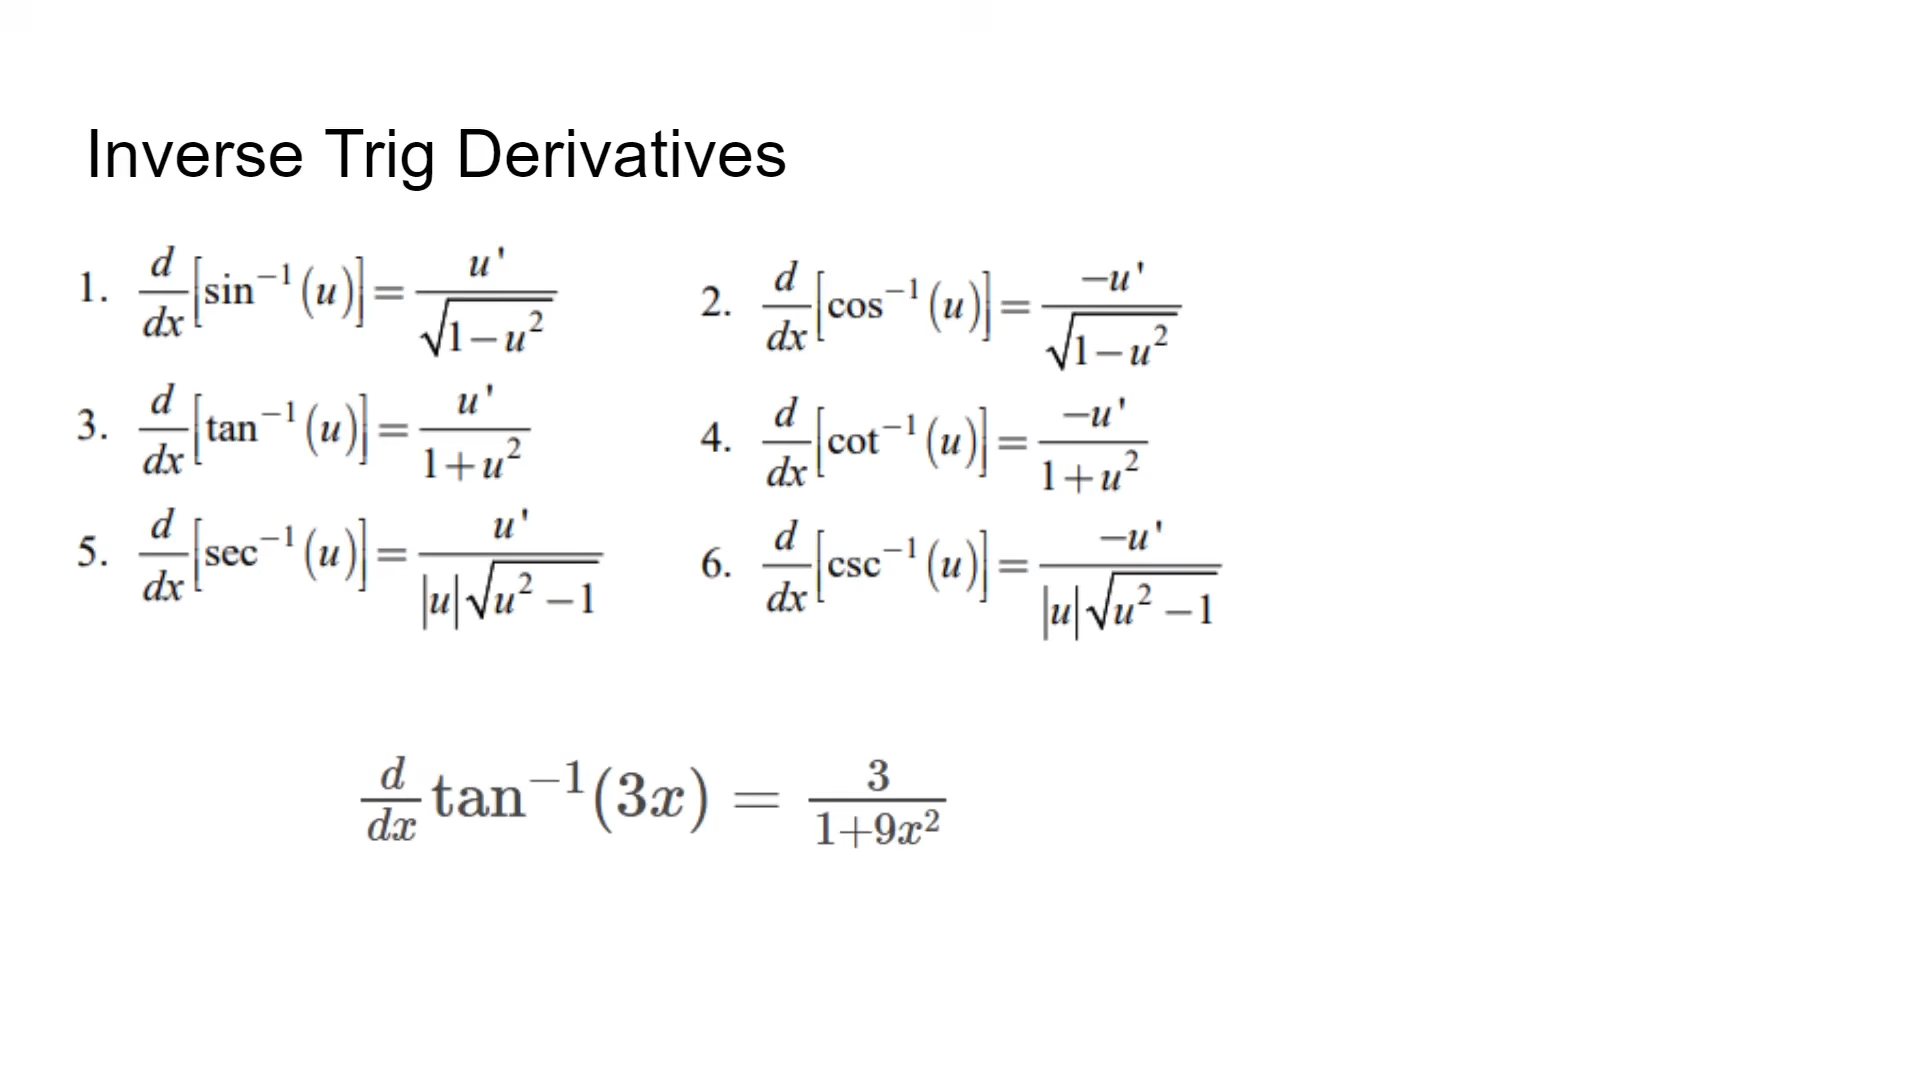 Inverse Trig Derivatives
1. d/dx [sin⁻¹(u)] = u' / √(1−u²)
2. d/dx [cos⁻¹(u)] = −u' / √(1−u²)
3. d/dx [tan⁻¹(u)] = u' / (1+u²)
4. d/dx [cot⁻¹(u)] = −u' / (1+u²)
5. d/dx [sec⁻¹(u)] = u' / (|u|√(u²−1))
6. d/dx [csc⁻¹(u)] = −u' / (|u|√(u²−1))
d/dx tan⁻¹(3x) = 3 / (1+9x²)